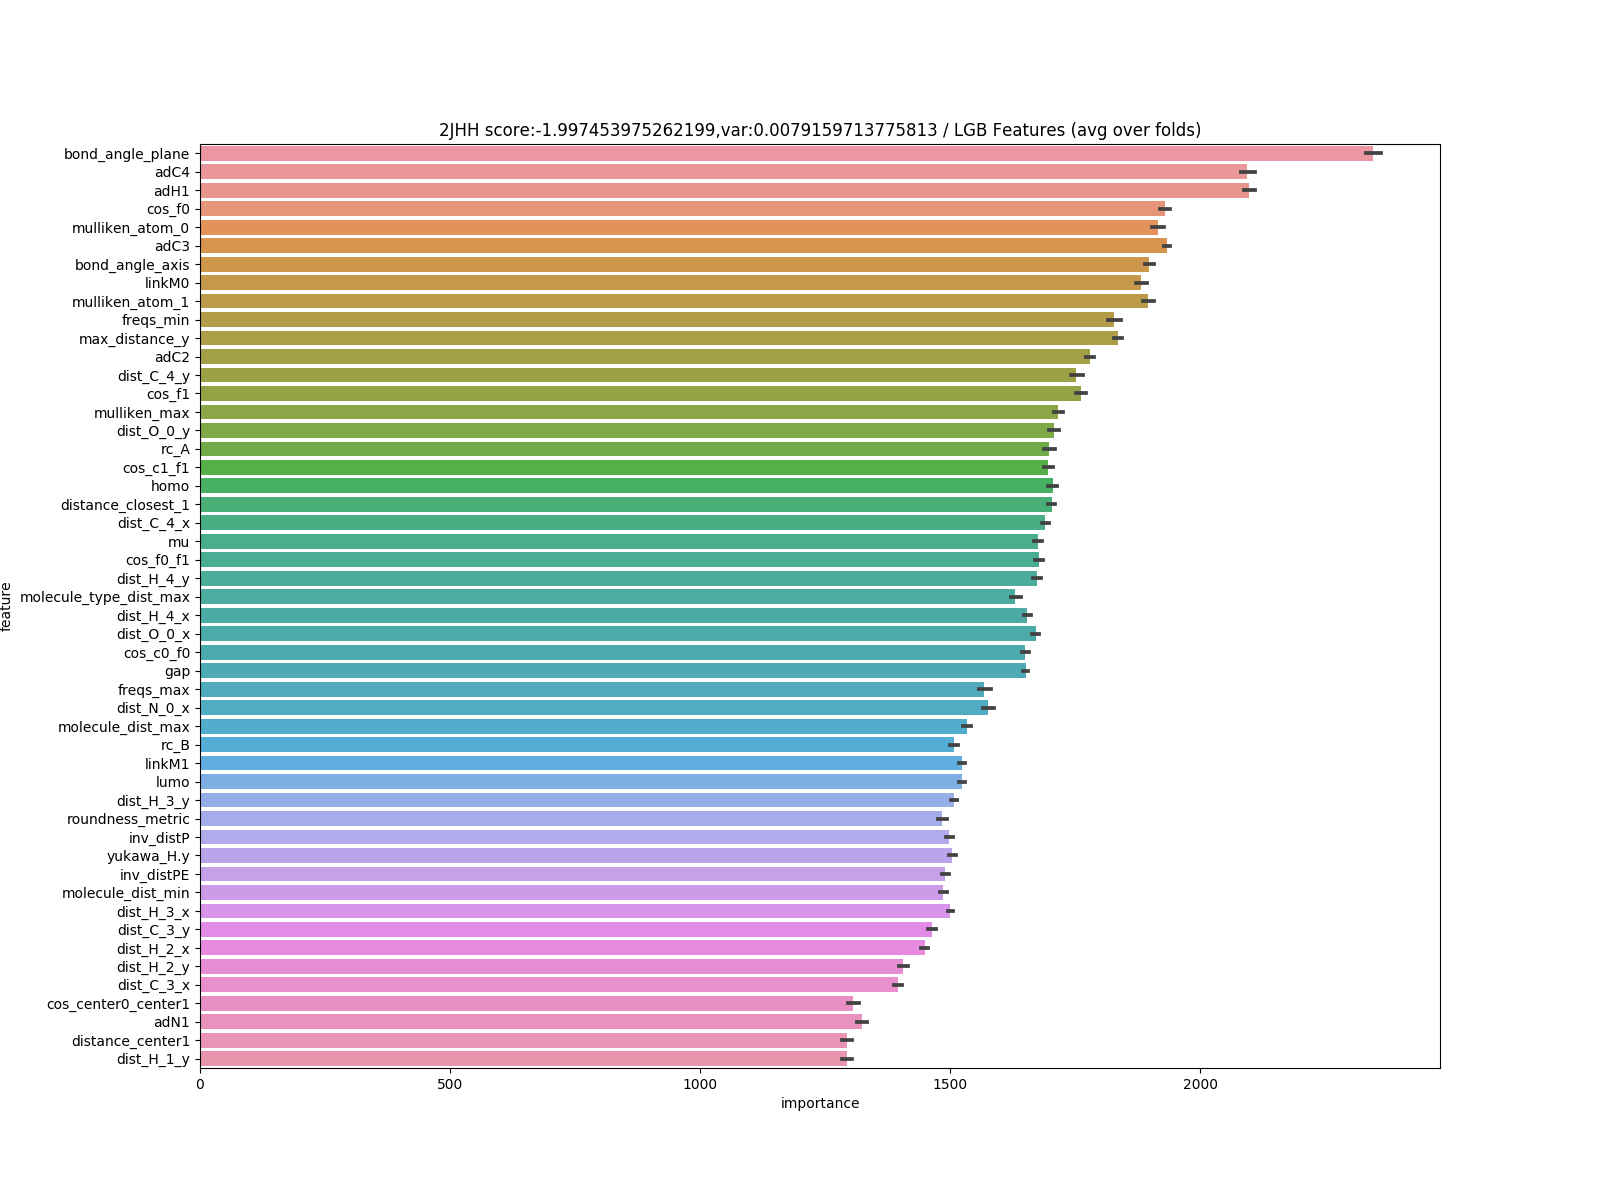 2JHH score:-1.997453975262199,var:0.0079159713775813 / LGB Features (avg over folds)
feature
bond_angle_plane
adC4
adH1
cos_f0
mulliken_atom_0
adC3
bond_angle_axis
linkM0
mulliken_atom_1
freqs_min
max_distance_y
adC2
dist_C_4_y
cos_f1
mulliken_max
dist_O_0_y
rc_A
cos_c1_f1
homo
distance_closest_1
dist_C_4_x
mu
cos_f0_f1
dist_H_4_y
molecule_type_dist_max
dist_H_4_x
dist_O_0_x
cos_c0_f0
gap
freqs_max
dist_N_0_x
molecule_dist_max
rc_B
linkM1
lumo
dist_H_3_y
roundness_metric
inv_distP
yukawa_H.y
inv_distPE
molecule_dist_min
dist_H_3_x
dist_C_3_y
dist_H_2_x
dist_H_2_y
dist_C_3_x
cos_center0_center1
adN1
distance_center1
dist_H_1_y
0 500 1000 1500 2000
importance